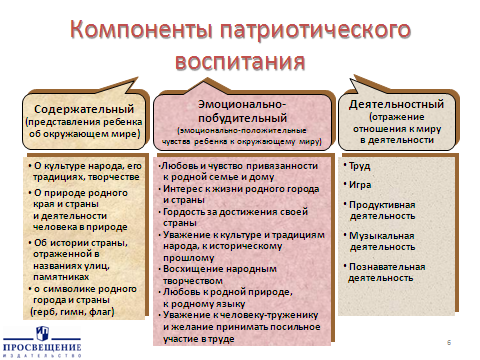 Компоненты патриотического
воспитания
Содержательный
(представления ребенка
об окружающем мире)
• О культуре народа, его
традициях, творчестве
• О природе родного
края и страны
и деятельности
человека в природе
• Об истории страны,
отраженной в
названиях улиц,
памятниках
• о символике родного
города и страны
(герб, гимн, флаг)
Эмоционально-
побудительный
(эмоционально-положительные
чувства ребенка к окружающему миру)
•Любовь и чувство привязанности
к родной семье и дому
• Интерес к жизни родного города
и страны
• Гордость за достижения своей
страны
• Уважение к культуре и традициям
народа, к историческому
прошлому
• Восхищение народным
творчеством
• Любовь к родной природе,
к родному языку
• Уважение к человеку-труженику
и желание принимать посильное
участие в труде
Деятельностный
(отражение
отношения к миру
в деятельности)
• Труд
• Игра
• Продуктивная
деятельность
• Музыкальная
деятельность
• Познавательная
деятельность
ПРОСВЕЩЕНИЕ
ИЗДАТЕЛЬСТВО
6